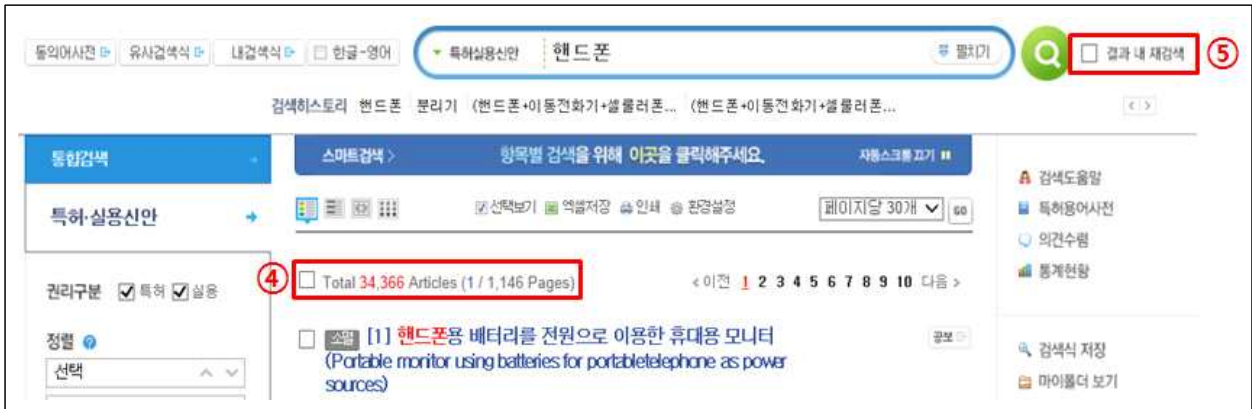 동의어사전 유사검색식 내검색식 한글-영어 특허실용신안 핸드폰 펼치기 결과 내 재검색 ⑤
검색히스토리 핸드폰 분리기 (핸드폰+이동전화기+셀룰러폰... (핸드폰+이동전화기+셀룰러폰...
통합검색
스마트검색 > 항목별 검색을 위해 이곳을 클릭해주세요. 자동스크롤 끄기
검색도움말
특허·실용신안
선택보기 엑셀저장 인쇄 환경설정 페이지당 30개 GO
특허용어사전
의견수렴
통계현황
④ Total 34,366 Articles (1 / 1,146 Pages)
<이전 1 2 3 4 5 6 7 8 9 10 다음>
권리구분 특허 실용
정렬
선택
소멸 [1] 핸드폰용 배터리를 전원으로 이용한 휴대용 모니터
(Portable monitor using batteries for portabletelephone as power
sources)
공보
검색식 저장
마이폴더 보기